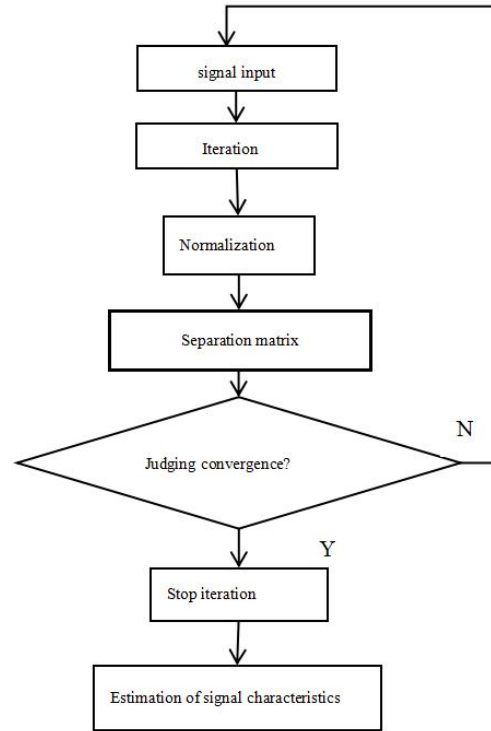 signal input
Iteration
Normalization
Separation matrix
Judging convergence?
N
Y
Stop iteration
Estimation of signal characteristics